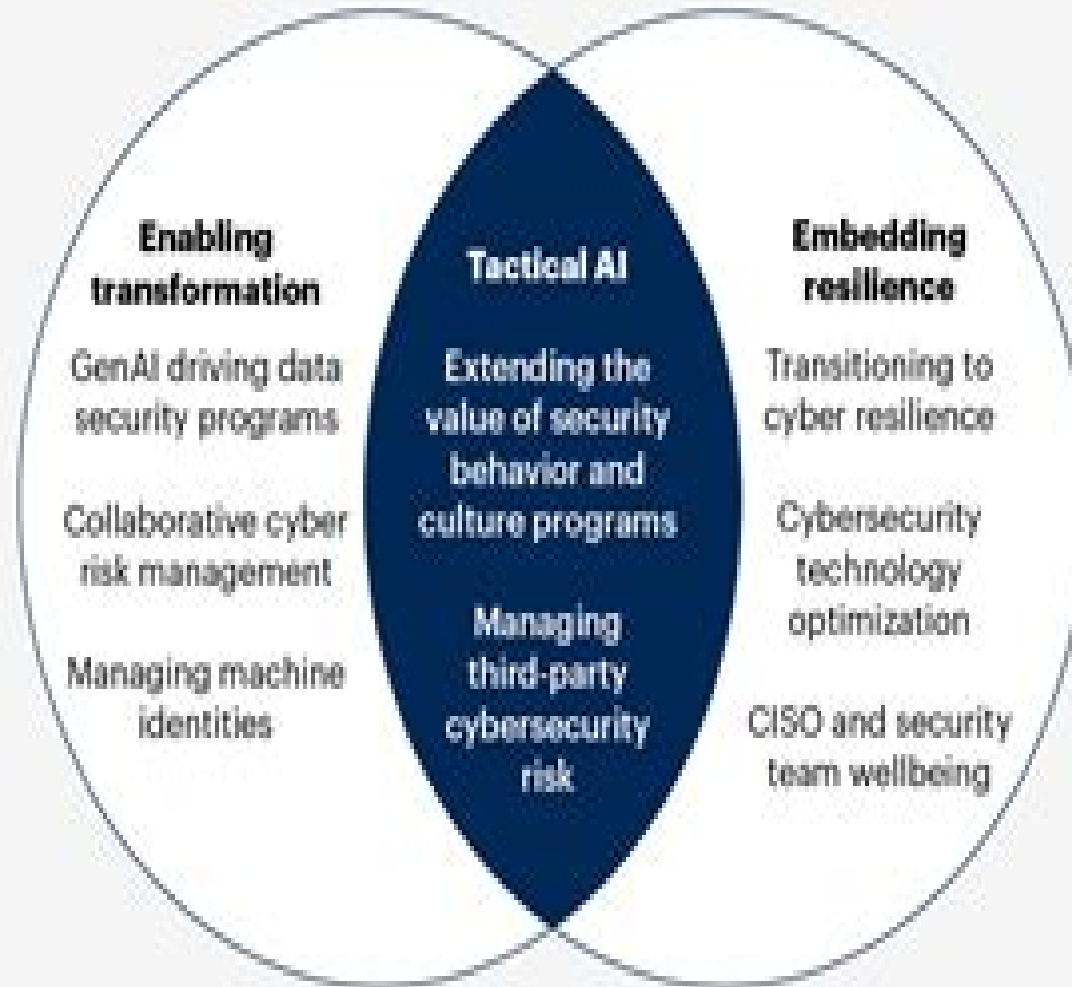 Enabling
transformation
GenAI driving data
security programs
Collaborative cyber
risk management
Managing machine
identities
Tactical AI
Extending the
value of security
behavior and
culture programs
Managing
third-party
cybersecurity
risk
Embedding
resilience
Transitioning to
cyber resilience
Cybersecurity
technology
optimization
CISO and security
team wellbeing